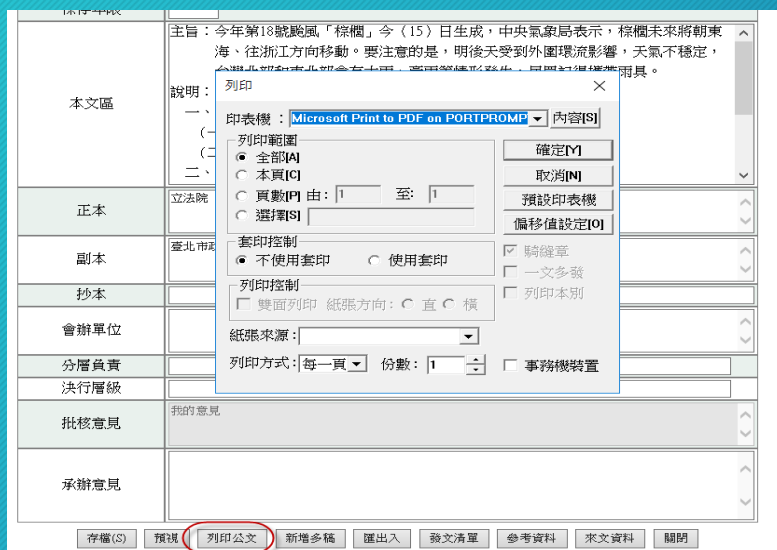 主旨：今年第18號颱風「棕櫚」今（15）日生成，中央氣象局表示，棕櫚未來將朝東
海、往浙江方向移動。要注意的是，明後天受到外圍環流影響，天氣不穩定，
雨具。
本文區
說明：
一、
二、
列印
印表機：Microsoft Print to PDF on PORTPROMP 內容[S]
列印範圍
全部[A]
本頁[C]
頁數[P] 由：1 至：1
選擇[S]
確定[Y]
取消[N]
預設印表機
偏移值設定[O]
套印控制
不使用套印 使用套印
騎縫章
一文多發
列印本別
列印控制
雙面列印 紙張方向：直 橫
紙張來源：
列印方式：每一頁 份數：1 事務機裝置
正本
立法院
副本
臺北市政
抄本
會辦單位
分層負責
決行層級
批核意見
我的意見
承辦意見
存檔(S) 預視 列印公文 新增多稿 匯出入 發文清單 參考資料 來文資料 關閉